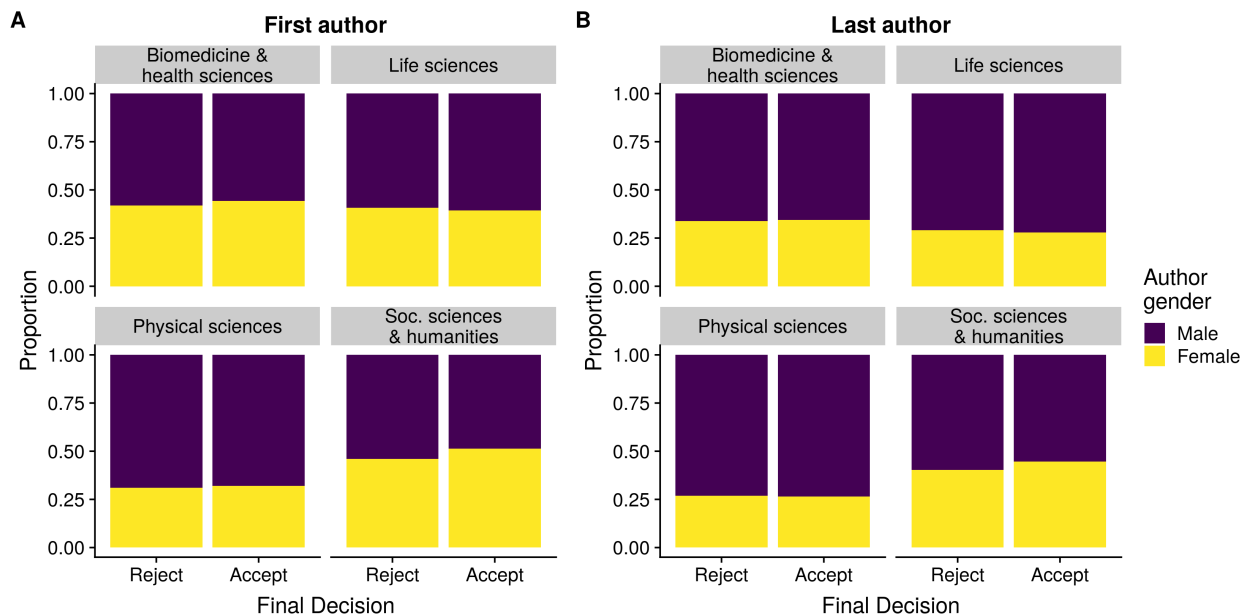 A
First author
Biomedicine &
health sciences
Life sciences
1.00
0.75
0.50
0.25
0.00
Physical sciences
Soc. sciences
& humanities
1.00
0.75
0.50
0.25
0.00
Proportion
Reject
Accept
Reject
Accept
Final Decision
B
Last author
Biomedicine &
health sciences
Life sciences
1.00
0.75
0.50
0.25
0.00
Physical sciences
Soc. sciences
& humanities
1.00
0.75
0.50
0.25
0.00
Proportion
Reject
Accept
Reject
Accept
Final Decision
Author
gender
Male
Female